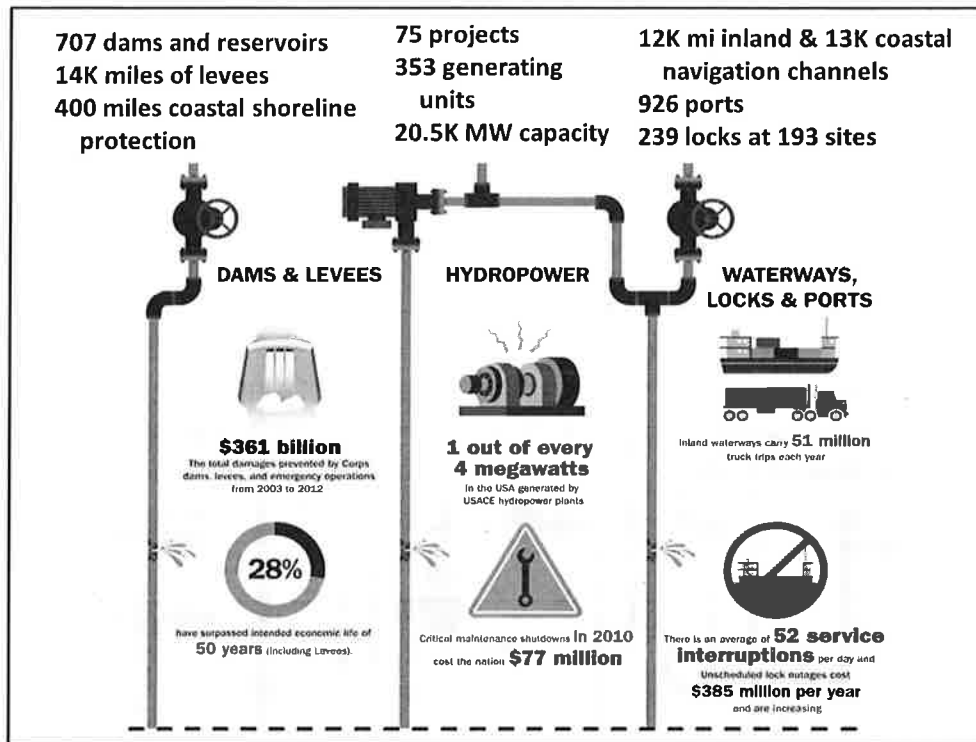 707 dams and reservoirs
14K miles of levees
400 miles coastal shoreline
protection
75 projects
353 generating
units
20.5K MW capacity
12K mi inland & 13K coastal
navigation channels
926 ports
239 locks at 193 sites
DAMS & LEVEES
$361 billion
The total damages prevented by Corps
dams, levees, and emergency operations
from 2003 to 2012
28%
have surpassed intended economic life of
50 years (including Levees).
HYDROPOWER
1 out of every
4 megawatts
in the USA generated by
USACE hydropower plants
Critical maintenance shutdowns in 2010
cost the nation $77 million
WATERWAYS,
LOCKS & PORTS
Inland waterways carry 51 million
truck trips each year
There is an average of 52 service
interruptions per day and
Unscheduled lock outages cost
$385 million per year
and are increasing